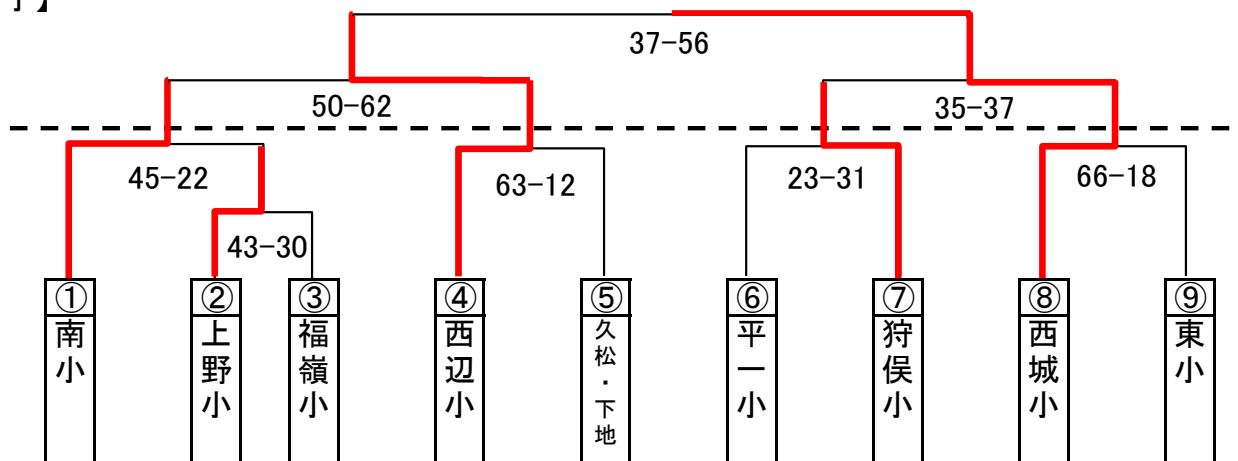 37-56
50-62
35-37
45-22
63-12
23-31
66-18
43-30
①
南小
②
上野小
③
福嶺小
④
西辺小
⑤
久松・下地
⑥
平一小
⑦
狩俣小
⑧
西城小
⑨
東小